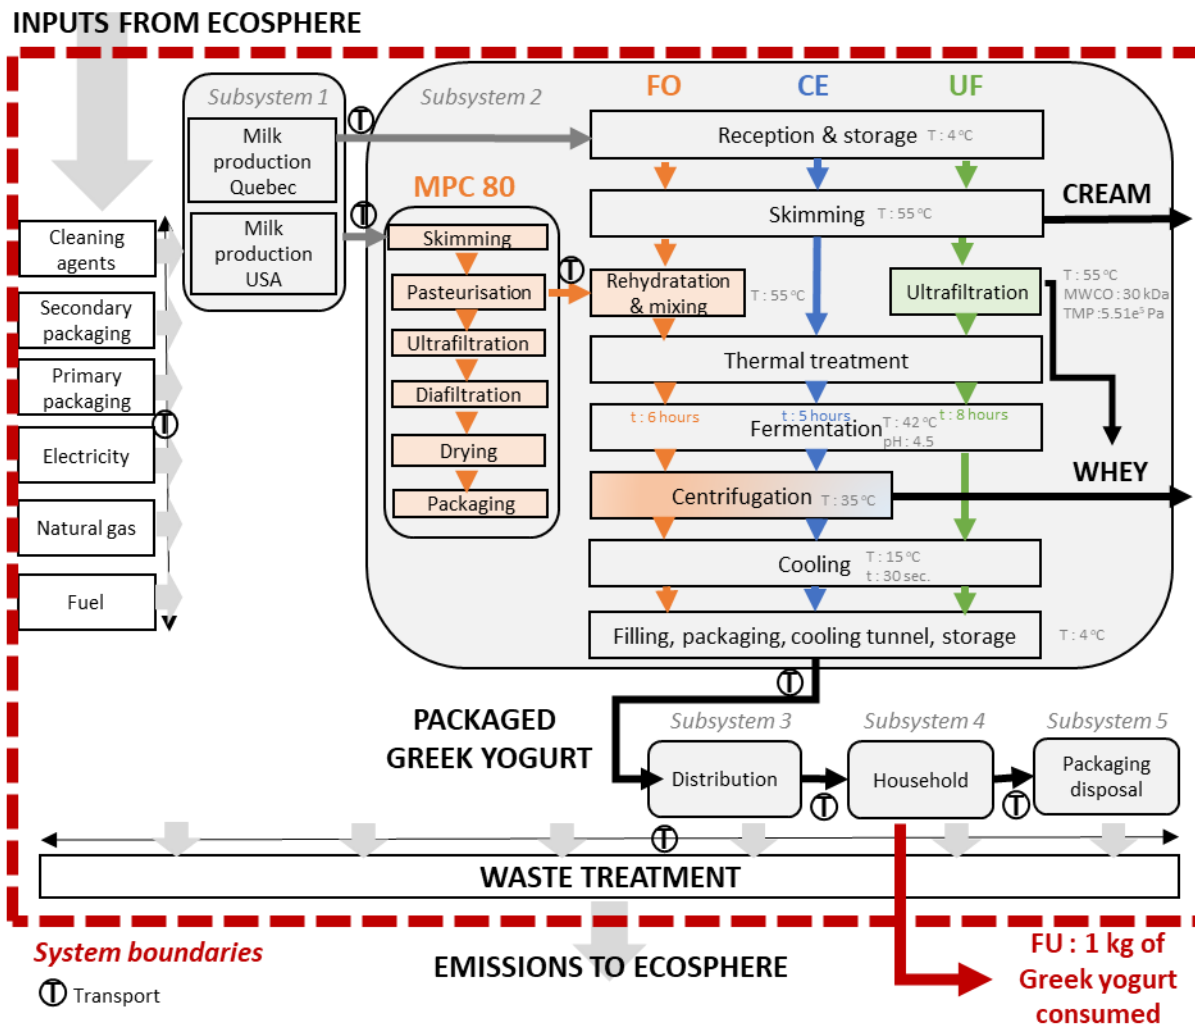 INPUTS FROM ECOSPHERE
Subsystem 1
Milk
production
Quebec
Milk
production
USA
T
T
Cleaning
agents
Secondary
packaging
Primary
packaging
Electricity
Natural gas
Fuel
T
Subsystem 2
FO
CE
UF
Reception & storage T : 4 °C
Skimming T : 55 °C
CREAM
MPC 80
Skimming
Pasteurisation
Ultrafiltration
Diafiltration
Drying
Packaging
T
Rehydratation
& mixing
T : 55 °C
Ultrafiltration
T : 55 °C
MWCO : 30 kDa
TMP :5.51e⁵ Pa
Thermal treatment
t : 6 hours
t : 5 hours
t : 8 hours
Fermentation
T : 42 °C
pH : 4.5
WHEY
Centrifugation T : 35 °C
Cooling
T : 15 °C
t : 30 sec.
Filling, packaging, cooling tunnel, storage
T : 4 °C
T
PACKAGED
GREEK YOGURT
Subsystem 3
Distribution
T
Subsystem 4
Household
T
Subsystem 5
Packaging
disposal
T
WASTE TREATMENT
System boundaries
T Transport
EMISSIONS TO ECOSPHERE
FU : 1 kg of
Greek yogurt
consumed